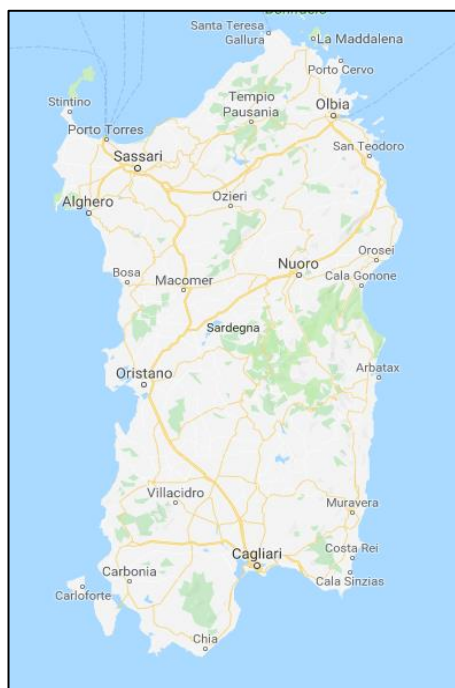 Santa Teresa
Gallura
La Maddalena
Porto Cervo
Stintino
Tempio
Pausania
Olbia
Porto Torres
Sassari
San Teodoro
Alghero
Ozieri
Orosei
Nuoro
Bosa
Macomer
Cala Gonone
Sardegna
Oristano
Arbatax
Villacidro
Muravera
Costa Rei
Cagliari
Carbonia
Cala Sinzias
Carloforte
Chia